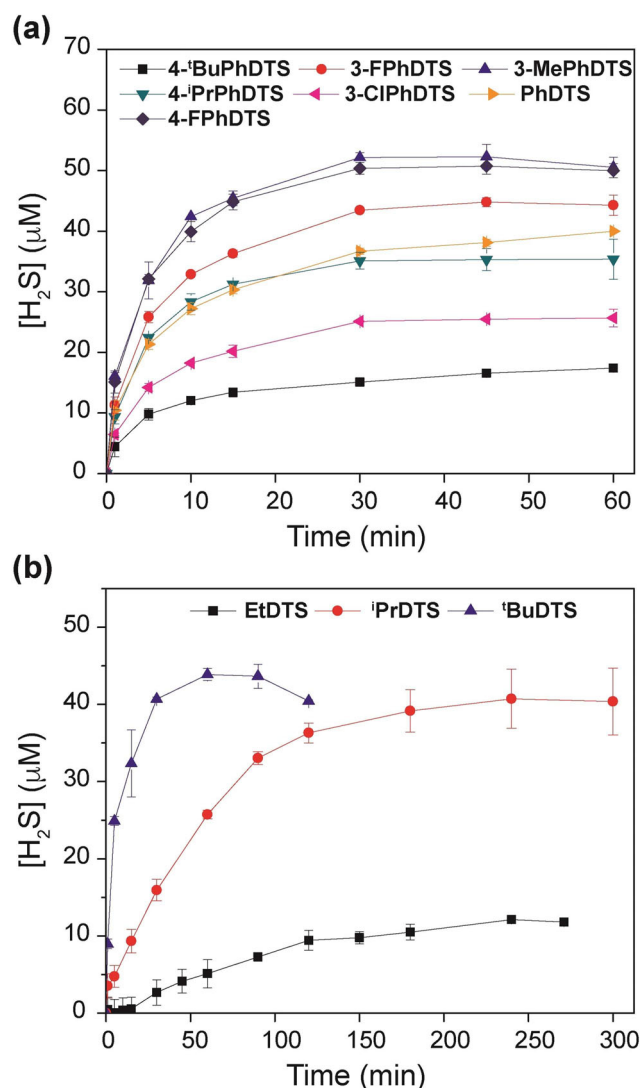 (a)
70
4-ᵗBuPhDTS 3-FPhDTS 3-MePhDTS
4-ⁱPrPhDTS 3-ClPhDTS PhDTS
4-FPhDTS
60
50
40
30
20
10
0
[H₂S] (μM)
0 10 20 30 40 50 60
Time (min)
(b)
EtDTS ⁱPrDTS ᵗBuDTS
50
40
30
20
10
0
[H₂S] (μM)
0 50 100 150 200 250 300
Time (min)